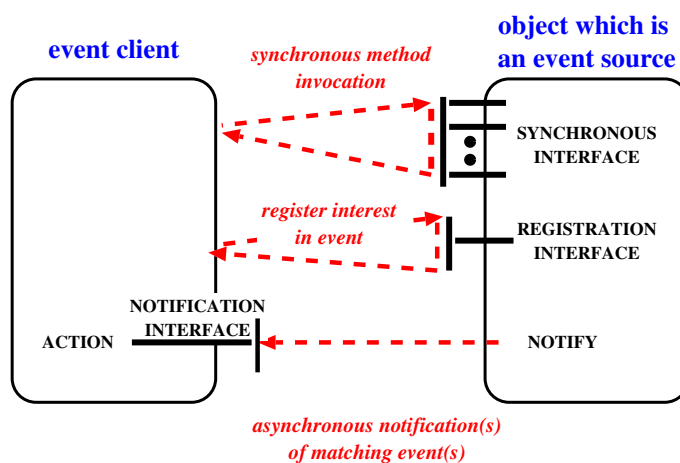 event client
object which is
an event source
synchronous method
invocation
SYNCHRONOUS
INTERFACE
register interest
in event
REGISTRATION
INTERFACE
NOTIFICATION
INTERFACE
ACTION
NOTIFY
asynchronous notification(s)
of matching event(s)